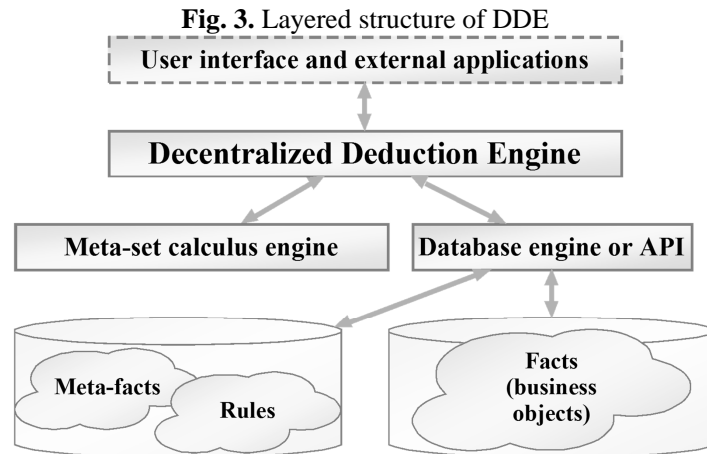 Fig. 3. Layered structure of DDE
User interface and external applications
Decentralized Deduction Engine
Meta-set calculus engine
Database engine or API
Meta-facts
Rules
Facts
(business
objects)